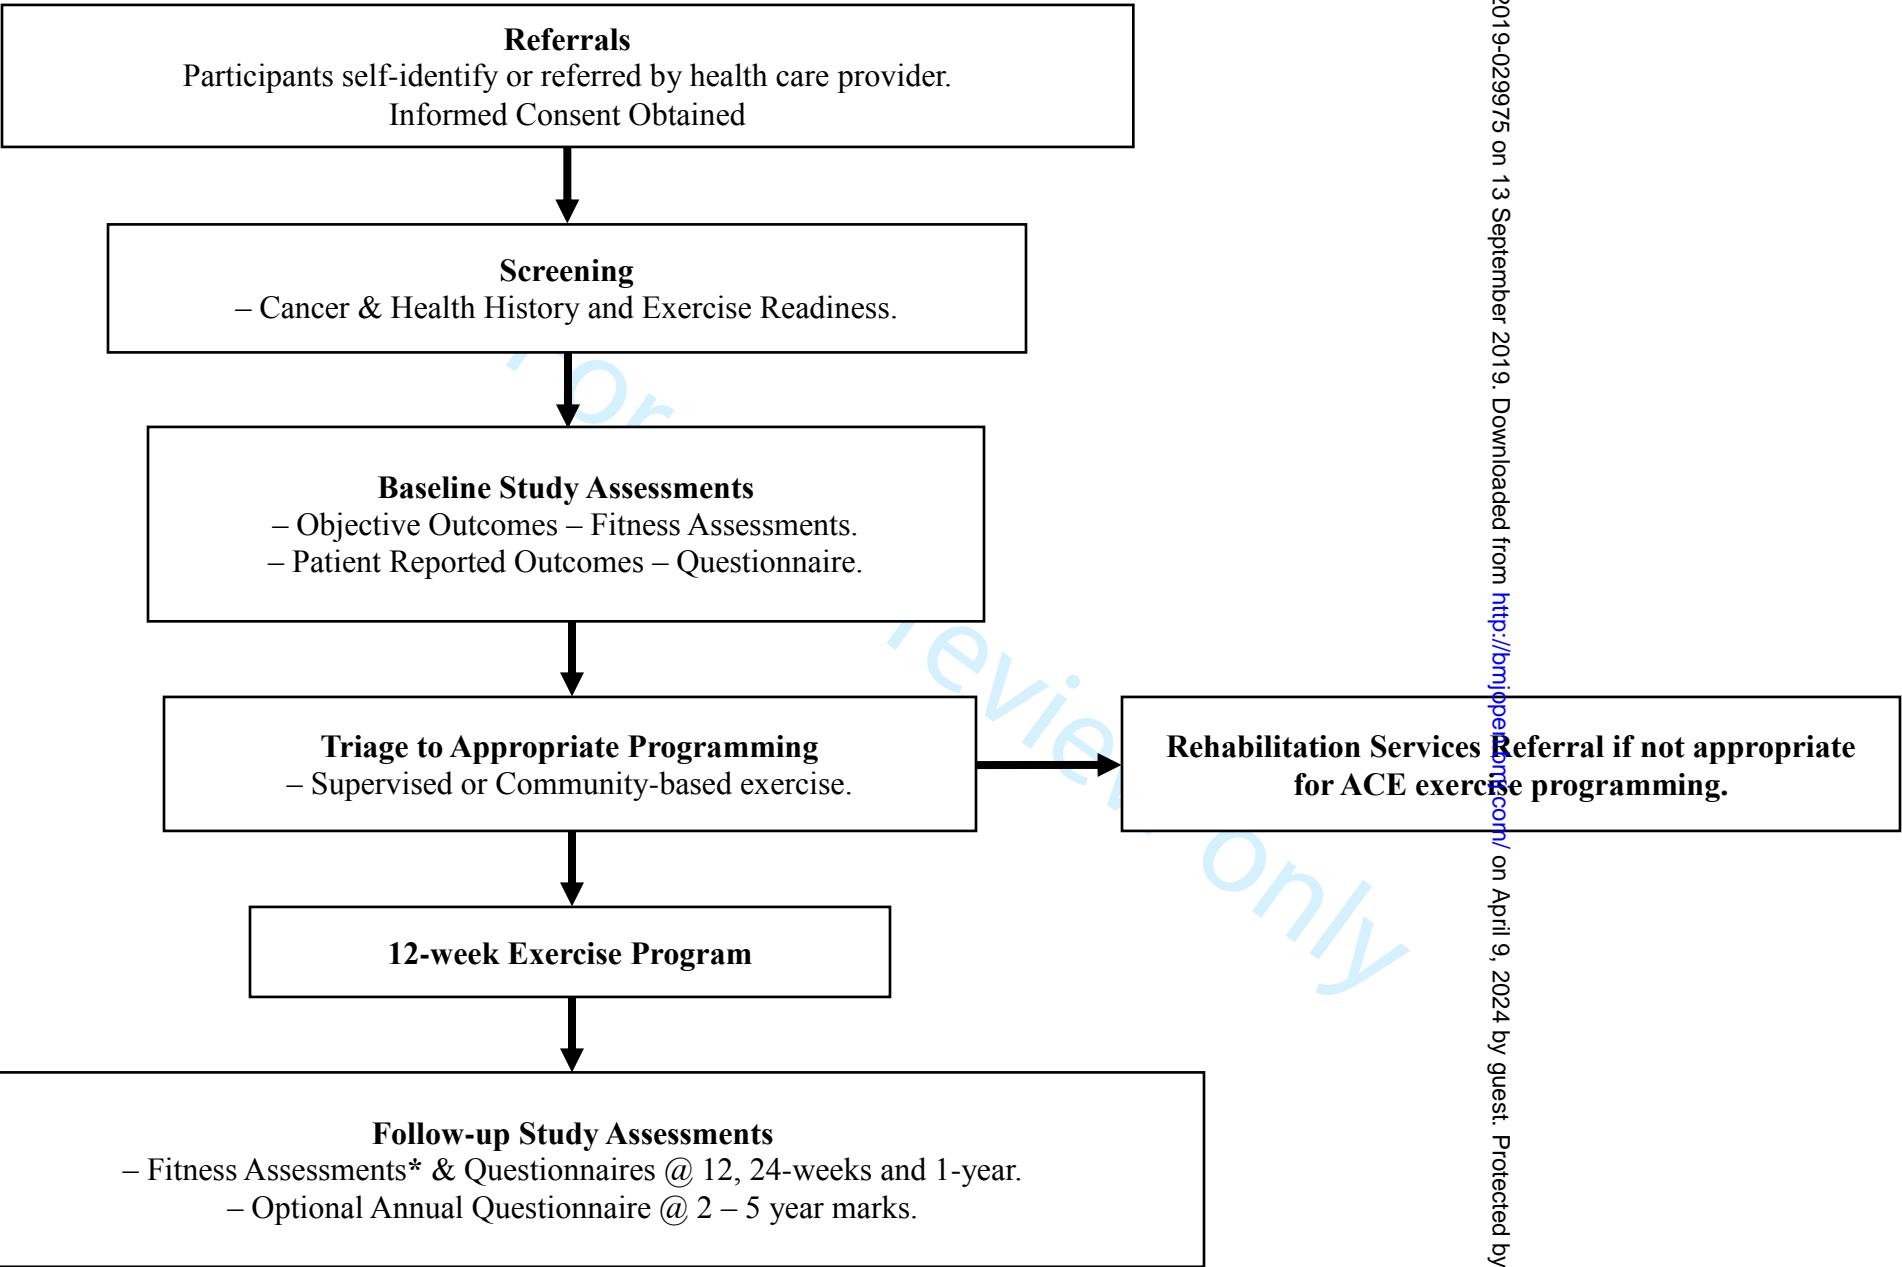 Referrals
Participants self-identify or referred by health care provider.
Informed Consent Obtained
Screening
– Cancer & Health History and Exercise Readiness.
Baseline Study Assessments
– Objective Outcomes – Fitness Assessments.
– Patient Reported Outcomes – Questionnaire.
Triage to Appropriate Programming
– Supervised or Community-based exercise.
Rehabilitation Services Referral if not appropriate
for ACE exercise programming.
12-week Exercise Program
Follow-up Study Assessments
– Fitness Assessments* & Questionnaires @ 12, 24-weeks and 1-year.
– Optional Annual Questionnaire @ 2 – 5 year marks.
2019-029975 on 13 September 2019. Downloaded from http://bmjopen.bmj.com/ on April 9, 2024 by guest. Protected by
or review only